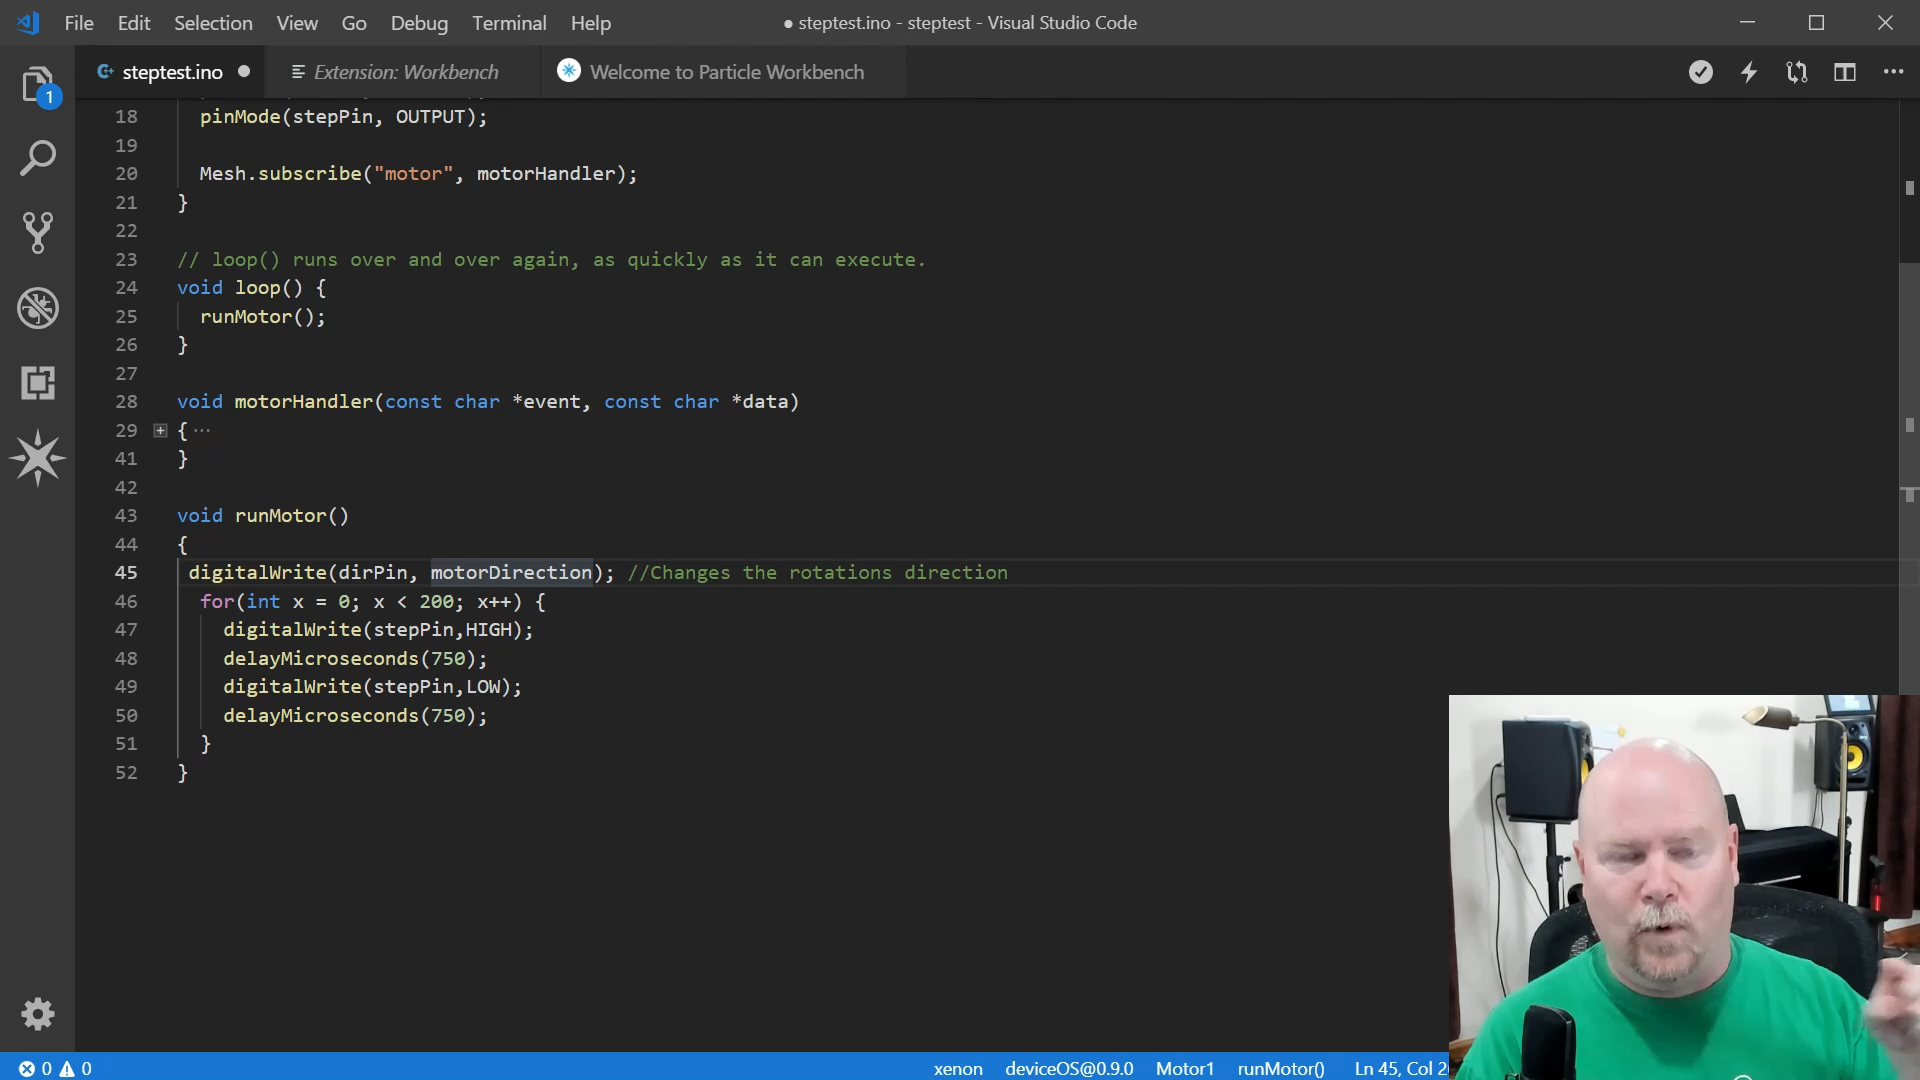 File Edit Selection View Go Debug Terminal Help
● steptest.ino - steptest - Visual Studio Code
steptest.ino ●
Extension: Workbench
Welcome to Particle Workbench
1
18 pinMode(stepPin, OUTPUT);
19
20 Mesh.subscribe("motor", motorHandler);
21 }
22
23 // loop() runs over and over again, as quickly as it can execute.
24 void loop() {
25 runMotor();
26 }
27
28 void motorHandler(const char *event, const char *data)
29 { ...
41 }
42
43 void runMotor()
44 {
45 digitalWrite(dirPin, motorDirection); //Changes the rotations direction
46 for(int x = 0; x < 200; x++) {
47 digitalWrite(stepPin,HIGH);
48 delayMicroseconds(750);
49 digitalWrite(stepPin,LOW);
50 delayMicroseconds(750);
51 }
52 }
0 0 xenon deviceOS@0.9.0 Motor1 runMotor() Ln 45, Col 2